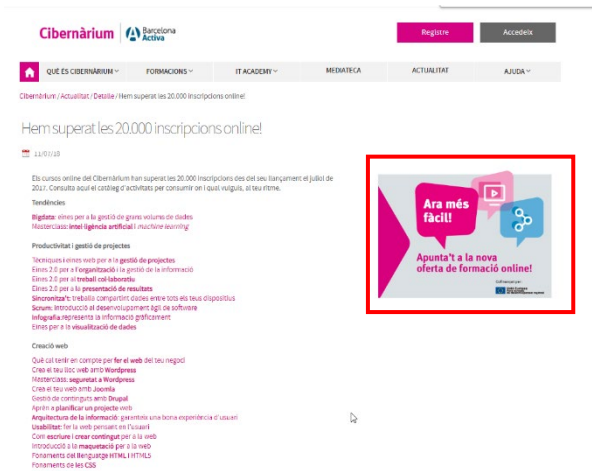 Cibernàrium
Barcelona
Activa
Registre
Accedeix
QUÈ ÉS CIBERNÀRIUM
FORMACIONS
IT ACADEMY
MEDIATECA
ACTUALITAT
AJUDA
Cibernàrium / Actualitat / Detalle / Hem superat les 20.000 inscripcions online!
Hem superat les 20.000 inscripcions online!
11/07/18
Els cursos online del Cibernàrium han superat les 20.000 inscripcions des del seu llançament el juliol de
2017. Consulta aquí el catàleg d'activitats per consumir on i quan vulguis, al teu ritme.
Tendències
Bigdata: eines per a la gestió de grans volums de dades
Masterclass: Intel·ligència artificial i machine learning
Productivitat i gestió de projectes
Tècniques i eines web per a la gestió de projectes
Eines 2.0 per a l'organització i la gestió de la informació
Eines 2.0 per al treball col·laboratiu
Eines 2.0 per a la presentació de resultats
Sincronitza't: treballa compartint dades entre tots els teus dispositius
Scrum: introducció al desenvolupament àgil de software
Infografia: representa la informació gràficament
Eines per a la visualització de dades
Creació web
Què cal tenir en compte per fer el web del teu negoci
Crea el teu lloc web amb Wordpress
Masterclass: seguretat a Wordpress
Crea el teu web amb Joomla
Gestió de continguts amb Drupal
Aprèn a planificar un projecte web
Arquitectura de la informació: garanteix una bona experiència d'usuari
Usabilitat: fer la web pensant en l'usuari
Com escriure i crear contingut per a la web
Introducció a la maquetació per a la web
Fonaments del llenguatge HTML i HTML5
Fonaments de les CSS
Ara més
fàcil!
Apunta't a la nova
oferta de formació online!